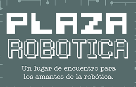 PLAZA
ROBOTICA
Un lugar de encuentro para
los amantes de la robótica.